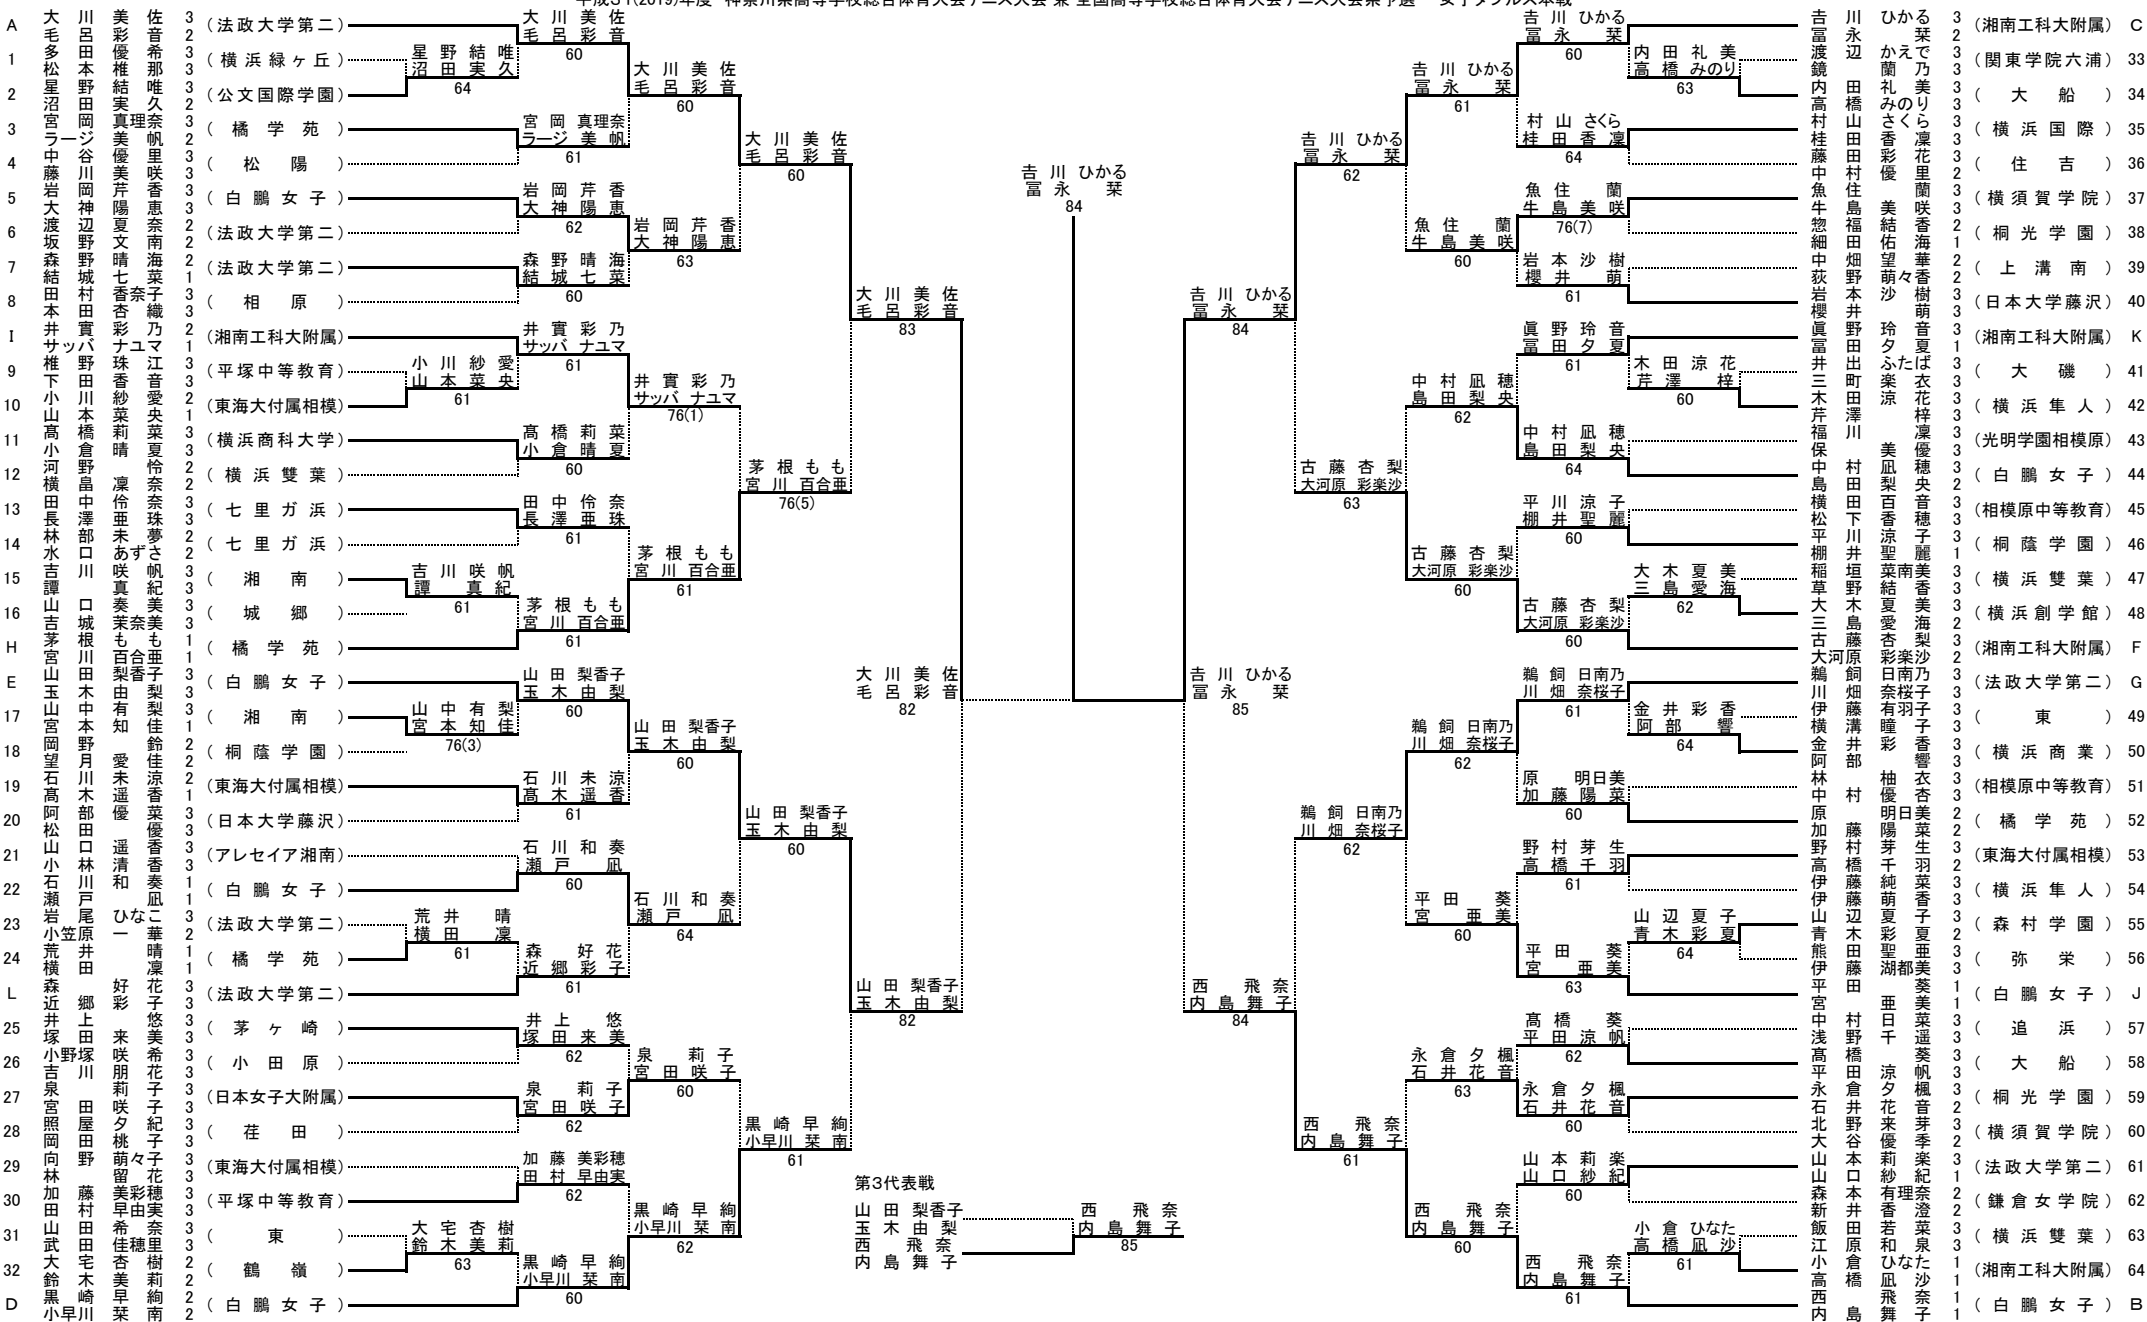 平成31(2019)年度 神奈川県高等学校総合体育大会テニス大会 兼 全国高等学校総合体育大会テニス大会県予選 女子ダブルス本戦
A 大川 美佐 3 (法政大学第二)
毛呂 彩音 2
1 多田 優希 3 (横浜緑ヶ丘)
松本 椎那 3
2 星野 結唯 3 (公文国際学園)
沼田 実久 2
3 宮岡 真理奈 3 (橘学苑)
ラージ 美帆 2
4 中谷 優里 3 (松陽)
藤川 美咲 3
5 岩岡 芹香 3 (白鵬女子)
大神 陽恵 3
6 渡辺 夏奈 2 (法政大学第二)
坂野 文南 2
7 森野 晴海 2 (法政大学第二)
結城 七菜 1
8 田村 香奈子 3 (相原)
本田 杏織 3
I 井實 彩乃 2 (湘南工科大附属)
サッバ ナユマ 1
9 椎野 珠江 3 (平塚中等教育)
下田 香音 3
10 小川 紗愛 2 (東海大付属相模)
山本 菜央 1
11 髙橋 莉菜 3 (横浜商科大学)
小倉 晴夏 3
12 河野 怜 2 (横浜雙葉)
横畠 凜奈 2
13 田中 伶奈 3 (七里ガ浜)
長澤 亜珠 3
14 林部 未夢 2 (七里ガ浜)
水口 あずさ 2
15 吉川 咲帆 3 (湘南)
譚 真紀 3
16 山口 奏美 3 (城郷)
吉城 茉奈美 3
H 茅根 もも 1 (橘学苑)
宮川 百合亜 1
E 山田 梨香子 3 (白鵬女子)
玉木 由梨 3
17 山中 有梨 3 (湘南)
宮本 知佳 1
18 岡野 鈴 2 (桐蔭学園)
望月 愛佳 2
19 石川 未涼 2 (東海大付属相模)
髙木 遥香 1
20 阿部 優菜 3 (日本大学藤沢)
松田 優 3
21 山口 遥香 3 (アレセイア湘南)
小林 清香 3
22 石川 和奏 1 (白鵬女子)
瀬戸 凪 1
23 岩尾 ひなこ 3 (法政大学第二)
小笠原 一華 2
24 荒井 晴 1 (橘学苑)
横田 凜 1
L 森 好花 3 (法政大学第二)
近郷 彩子 3
25 井上 悠 3 (茅ヶ崎)
塚田 来美 3
26 小野塚 咲希 3 (小田原)
吉川 朋花 3
27 泉 莉子 3 (日本女子大附属)
宮田 咲子 3
28 照屋 夕紀 3 (荏田)
岡田 桃子 3
29 向野 萌々子 3 (東海大付属相模)
林 留花 3
30 加藤 美彩穂 3 (平塚中等教育)
田村 早由実 3
31 山田 希奈 3 (東)
武田 佳穂里 3
32 大宅 杏樹 2 (鶴嶺)
鈴木 美莉 2
D 黒崎 早絢 2 (白鵬女子)
小早川 栞南 2
星野結唯
沼田実久
64
小川紗愛
山本菜央
61
吉川咲帆
譚 真紀
61
山中有梨
宮本知佳
76(3)
荒井 晴
横田 凜
61
大宅杏樹
鈴木美莉
63
大川美佐
毛呂彩音
60
宮岡真理奈
ラージ 美帆
61
岩岡芹香
大神陽恵
62
森野晴海
結城七菜
60
井實彩乃
サッバ ナユマ
61
髙橋莉菜
小倉晴夏
60
田中伶奈
長澤亜珠
61
茅根もも
宮川百合亜
61
山田梨香子
玉木由梨
60
石川未涼
髙木遥香
61
石川和奏
瀬戸 凪
60
森 好花
近郷彩子
61
井上 悠
塚田来美
62
泉 莉子
宮田咲子
62
加藤美彩穂
田村早由実
62
黒崎早絢
小早川栞南
60
大川美佐
毛呂彩音
60
岩岡芹香
大神陽恵
63
井實彩乃
サッバ ナユマ
76(1)
茅根もも
宮川百合亜
61
山田梨香子
玉木由梨
60
石川和奏
瀬戸 凪
64
泉 莉子
宮田咲子
60
黒崎早絢
小早川栞南
62
大川美佐
毛呂彩音
60
茅根もも
宮川百合亜
76(5)
山田梨香子
玉木由梨
60
黒崎早絢
小早川栞南
61
大川美佐
毛呂彩音
83
山田梨香子
玉木由梨
82
大川美佐
毛呂彩音
82
𠮷川ひかる
冨永 栞
84
𠮷川ひかる
冨永 栞
85
第3代表戦
山田梨香子
玉木由梨
西 飛奈
内島舞子
西 飛奈
内島舞子
85
𠮷川ひかる
冨永 栞
84
西 飛奈
内島舞子
84
𠮷川ひかる
冨永 栞
62
古藤杏梨
大河原彩楽沙
63
鵜飼日南乃
川畑奈桜子
62
西 飛奈
内島舞子
61
𠮷川ひかる
冨永 栞
61
魚住 蘭
牛島美咲
60
中村凪穂
島田梨央
62
古藤杏梨
大河原彩楽沙
60
鵜飼日南乃
川畑奈桜子
62
平田 葵
宮 亜美
60
永倉夕楓
石井花音
63
西 飛奈
内島舞子
60
𠮷川ひかる
冨永 栞
60
村山さくら
桂田香凜
64
魚住 蘭
牛島美咲
76(7)
岩本沙樹
櫻井 萌
61
眞野玲音
冨田夕夏
61
中村凪穂
島田梨央
64
平川涼子
棚井聖麗
60
古藤杏梨
大河原彩楽沙
60
鵜飼日南乃
川畑奈桜子
61
原 明日美
加藤陽菜
60
野村芽生
高橋千羽
61
平田 葵
宮 亜美
63
髙橋 葵
平田涼帆
62
永倉夕楓
石井花音
60
山本莉楽
山口紗紀
60
西 飛奈
内島舞子
61
内田礼美
高橋みのり
63
木田涼花
芹澤 梓
60
大木夏美
三島愛海
62
金井彩香
阿部 響
64
山辺夏子
青木彩夏
64
小倉ひなた
高橋凪沙
61
𠮷川 ひかる 3 (湘南工科大附属) C
冨永 栞 2
渡辺 かえで 3 (関東学院六浦) 33
鏡 蘭乃 3
内田 礼美 3 (大船) 34
高橋 みのり 3
村山 さくら 3 (横浜国際) 35
桂田 香凜 3
藤田 彩花 3 (住吉) 36
中村 優里 2
魚住 蘭 3 (横須賀学院) 37
牛島 美咲 3
惣福 結香 2 (桐光学園) 38
細田 佑海 1
中畑 望華 2 (上溝南) 39
荻野 萌々香 2
岩本 沙樹 3 (日本大学藤沢) 40
櫻井 萌 3
眞野 玲音 3 (湘南工科大附属) K
冨田 夕夏 1
井出 ふたば 3 (大磯) 41
三町 楽衣 3
木田 涼花 3 (横浜隼人) 42
芹澤 梓 3
福川 凜 3 (光明学園相模原) 43
保 美優 3
中村 凪穂 3 (白鵬女子) 44
島田 梨央 2
横田 百音 3 (相模原中等教育) 45
松下 香穂 3
平川 涼子 3 (桐蔭学園) 46
棚井 聖麗 1
稲垣 菜南美 3 (横浜雙葉) 47
草野 結香 3
大木 夏美 3 (横浜創学館) 48
三島 愛海 2
古藤 杏梨 3 (湘南工科大附属) F
大河原 彩楽沙 2
鵜飼 日南乃 3 (法政大学第二) G
川畑 奈桜子 3
伊藤 有羽子 3 (東) 49
横溝 瞳子 3
金井 彩香 3 (横浜商業) 50
阿部 響 3
林 柚衣 3 (相模原中等教育) 51
中村 優杏 3
原 明日美 2 (橘学苑) 52
加藤 陽菜 2
野村 芽生 3 (東海大付属相模) 53
高橋 千羽 2
伊藤 純菜 3 (横浜隼人) 54
伊藤 萌香 3
山辺 夏子 3 (森村学園) 55
青木 彩夏 2
熊田 聖亜 3 (弥栄) 56
伊藤 湖都美 3
平田 葵 1 (白鵬女子) J
宮 亜美 1
中村 日菜 3 (追浜) 57
浅野 千遥 3
髙橋 葵 3 (大船) 58
平田 涼帆 3
永倉 夕楓 3 (桐光学園) 59
石井 花音 2
北野 来芽 3 (横須賀学院) 60
大谷 優季 2
山本 莉楽 3 (法政大学第二) 61
山口 紗紀 1
森本 有理奈 2 (鎌倉女学院) 62
新井 香澄 2
飯田 若菜 3 (横浜雙葉) 63
江原 和泉 3
小倉 ひなた 1 (湘南工科大附属) 64
高橋 凪沙 1
西 飛奈 1 (白鵬女子) B
内島 舞子 1